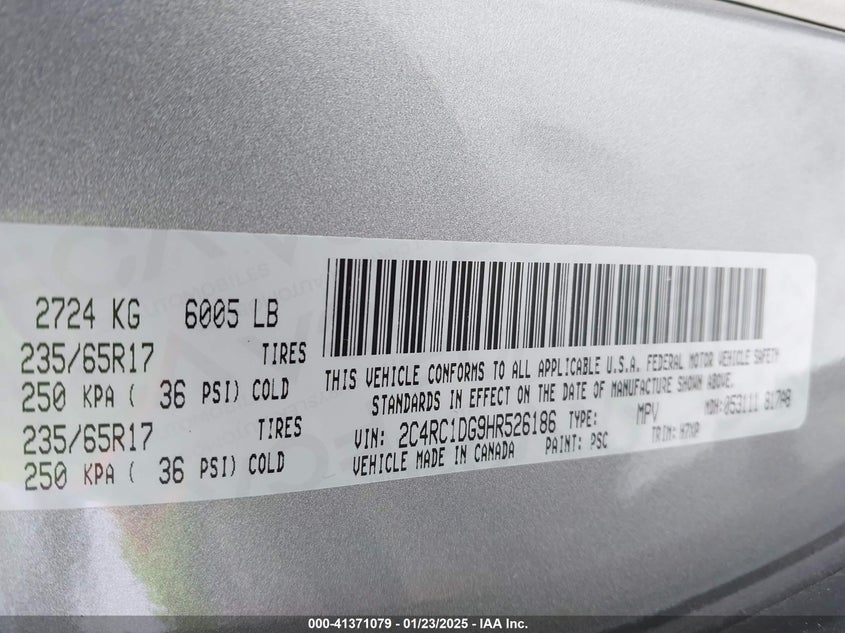 2724 KG 6005 LB
235/65R17 TIRES
250 KPA ( 36 PSI) COLD
235/65R17 TIRES
250 KPA ( 36 PSI) COLD
THIS VEHICLE CONFORMS TO ALL APPLICABLE U.S.A. FEDERAL MOTOR VEHICLE SAFETY
STANDARDS IN EFFECT ON THE DATE OF MANUFACTURE SHOWN ABOVE.
VIN: 2C4RC1DG9HR526186 TYPE: MPV MDH: 053111
VEHICLE MADE IN CANADA PAINT: PSC TRIM:
000-41371079 | 01/23/2025 | IAA Inc.